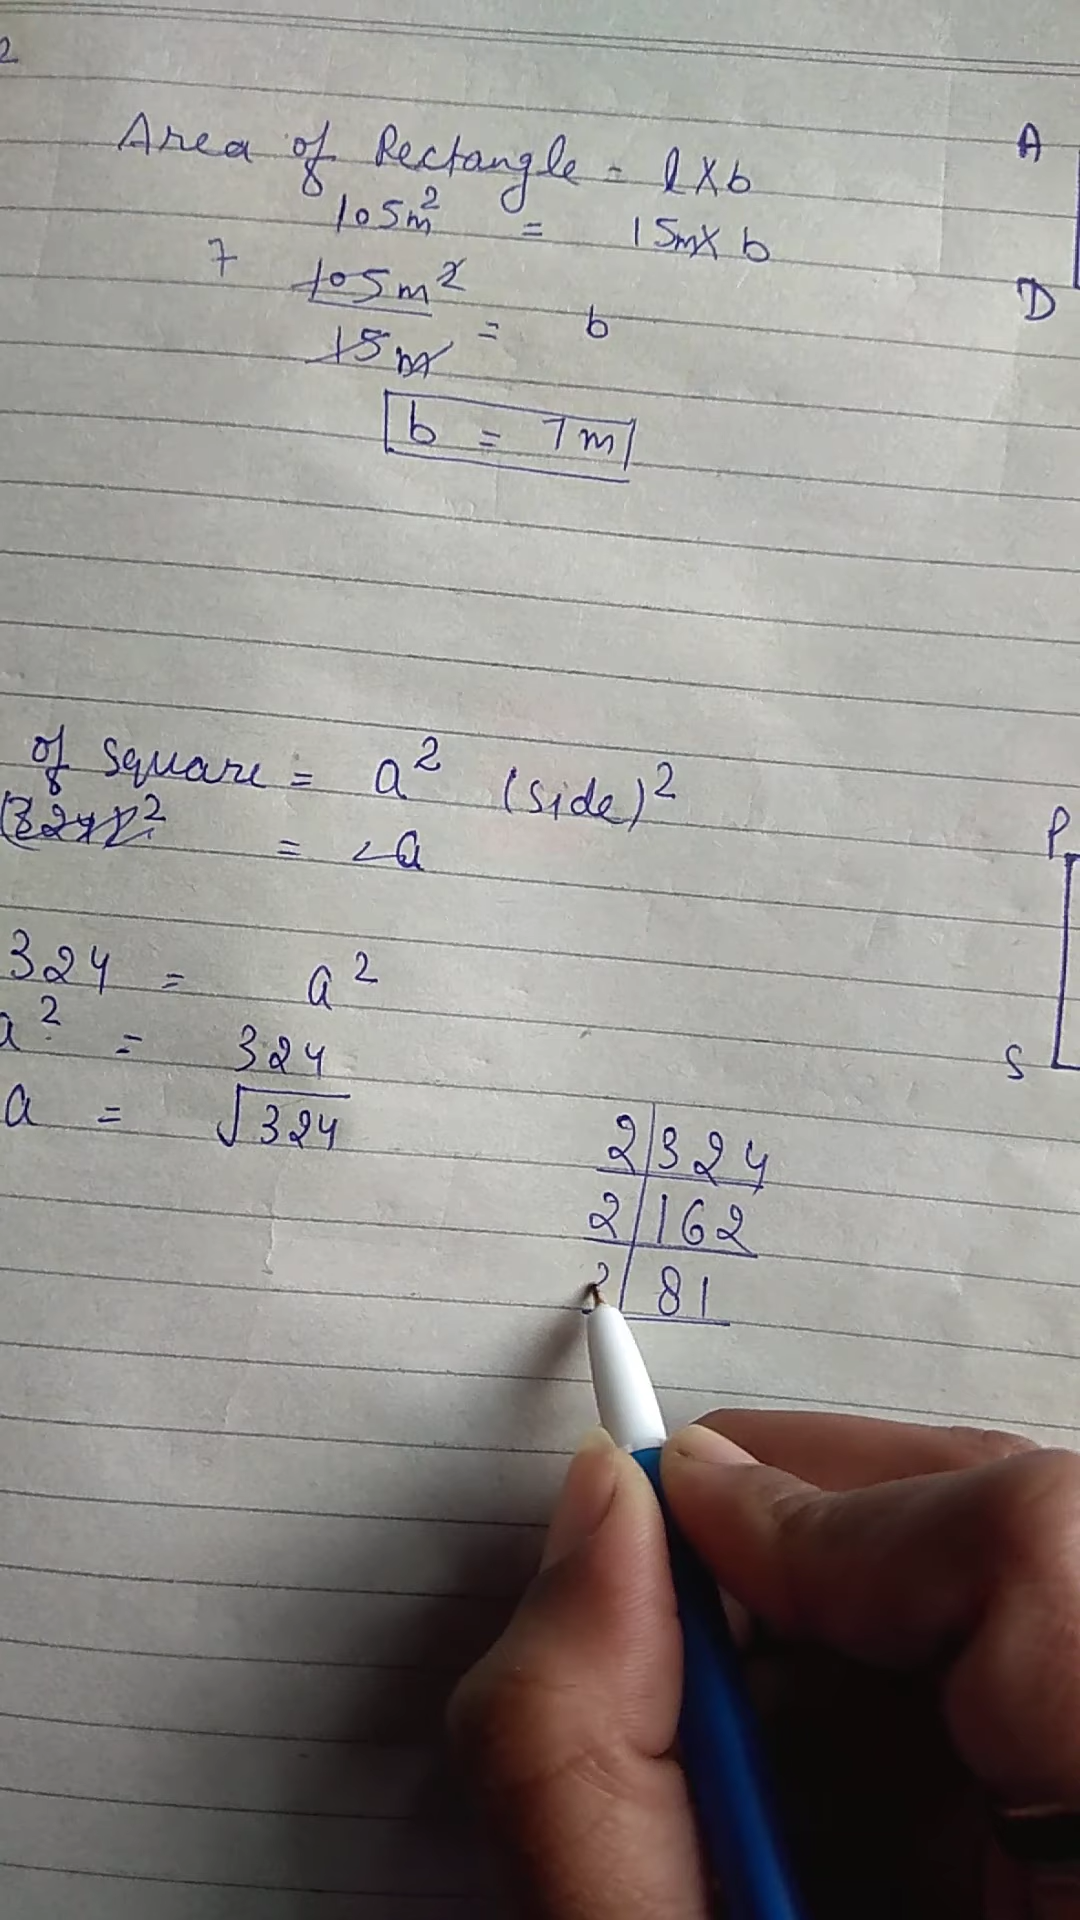 2
Area of Rectangle = l × b
105m² = 15m × b
7 105m² = b
15m
b = 7m
A
D
of square = a² (side)²
= a
324 = a²
a² = 324
a = √324
P
S
2 324
2 162
81